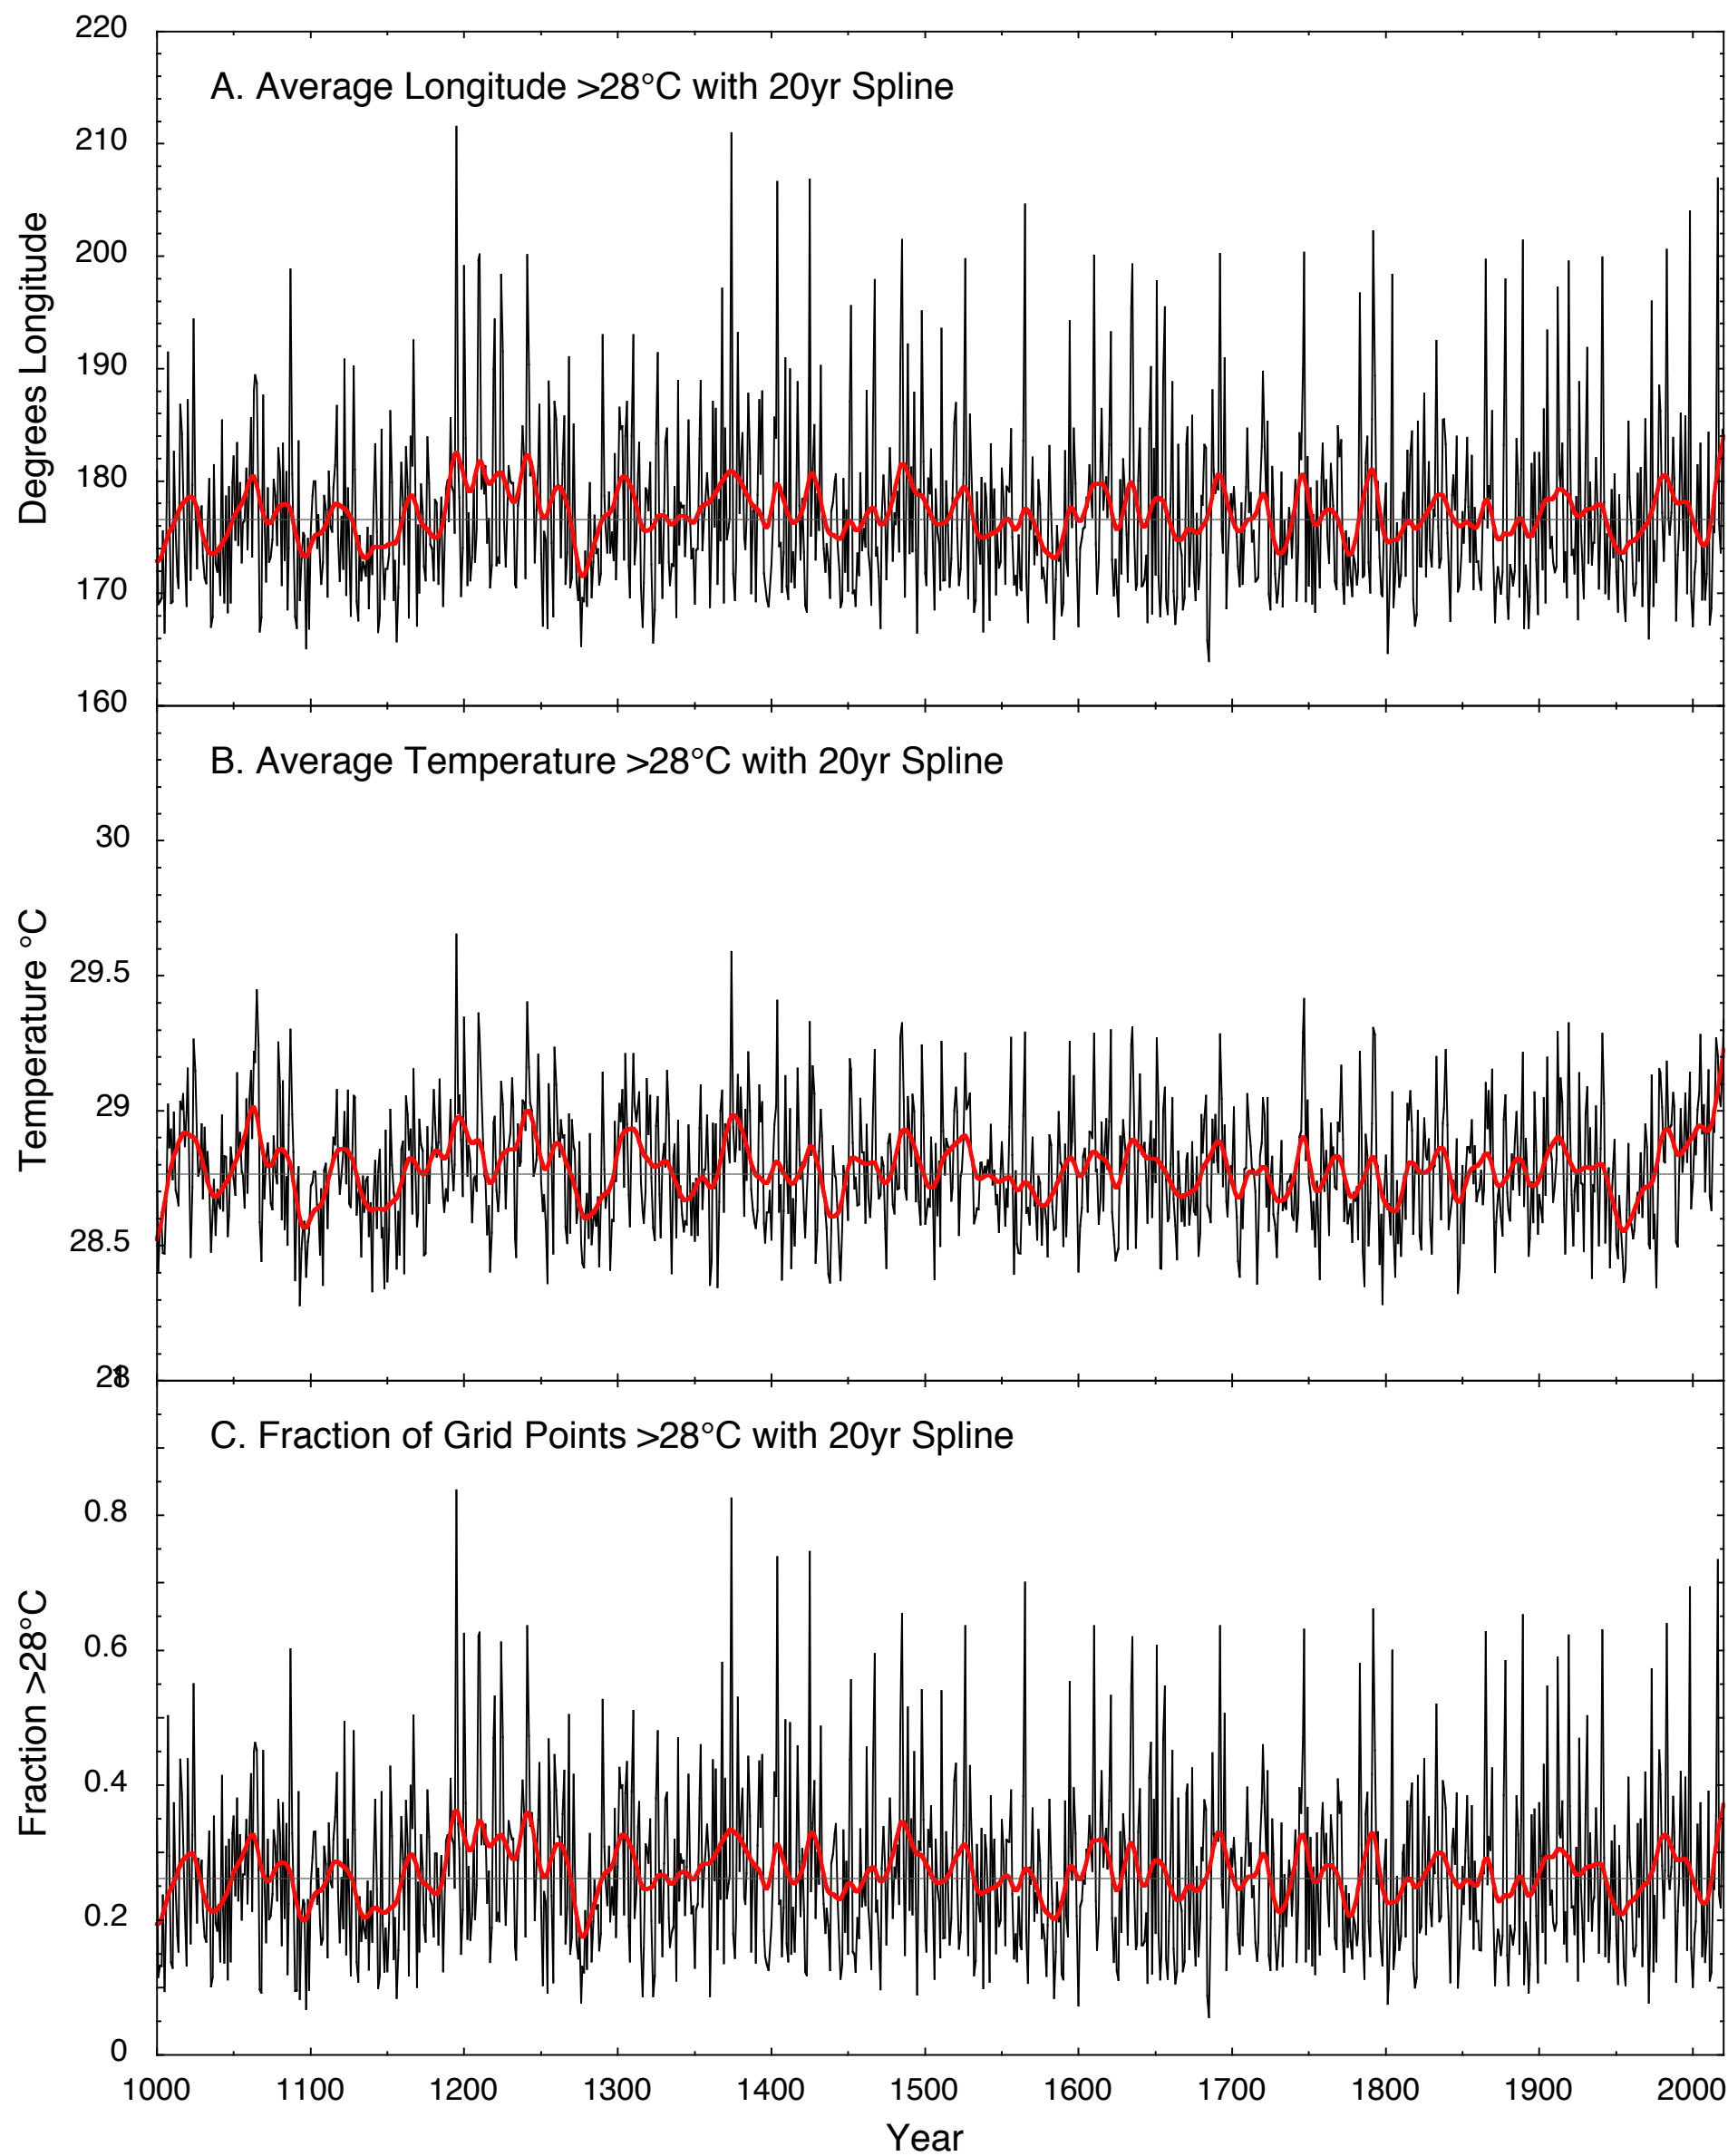 220
A. Average Longitude >28°C with 20yr Spline
210
200
190
180
170
160
Degrees Longitude
B. Average Temperature >28°C with 20yr Spline
30
29.5
29
28.5
28
Temperature °C
1
C. Fraction of Grid Points >28°C with 20yr Spline
0.8
0.6
0.4
0.2
0
Fraction >28°C
1000 1100 1200 1300 1400 1500 1600 1700 1800 1900 2000
Year